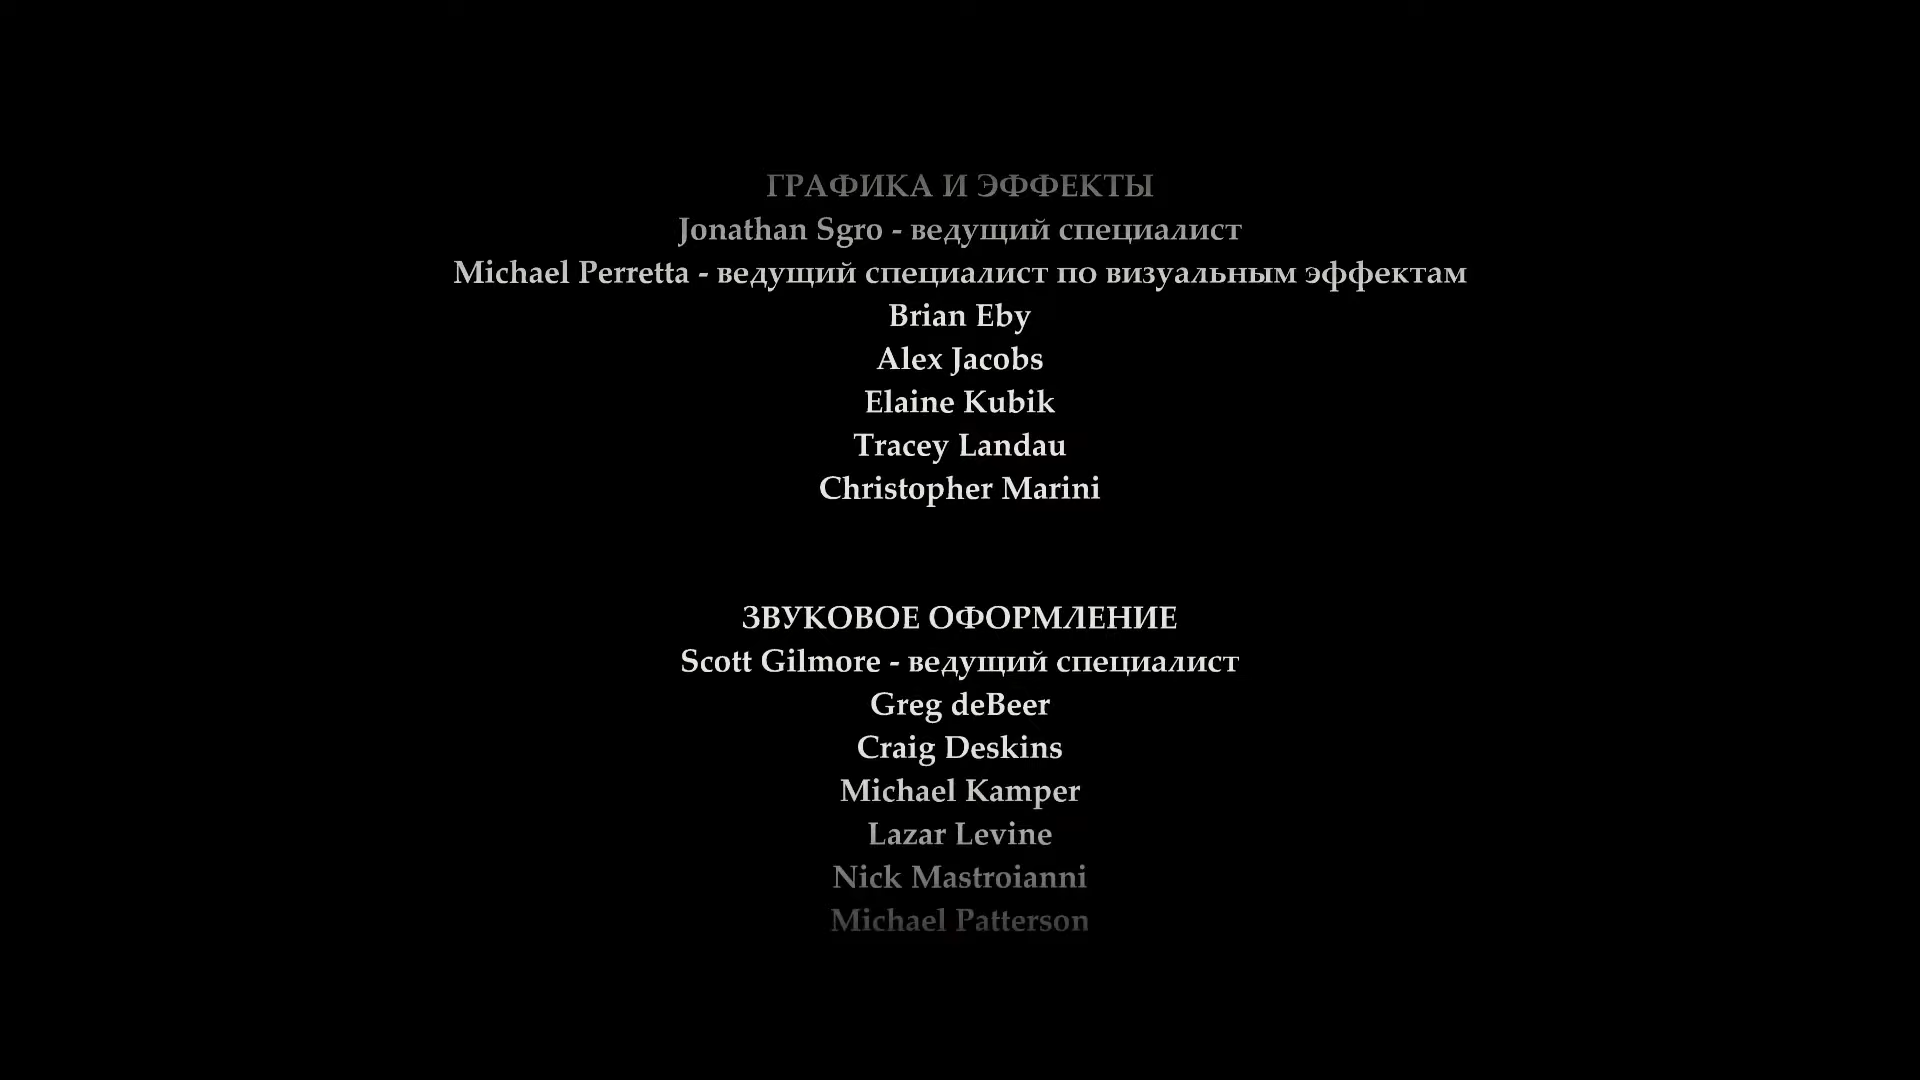 ГРАФИКА И ЭФФЕКТЫ
Jonathan Sgro - ведущий специалист
Michael Perretta - ведущий специалист по визуальным эффектам
Brian Eby
Alex Jacobs
Elaine Kubik
Tracey Landau
Christopher Marini
ЗВУКОВОЕ ОФОРМЛЕНИЕ
Scott Gilmore - ведущий специалист
Greg deBeer
Craig Deskins
Michael Kamper
Lazar Levine
Nick Mastroianni
Michael Patterson